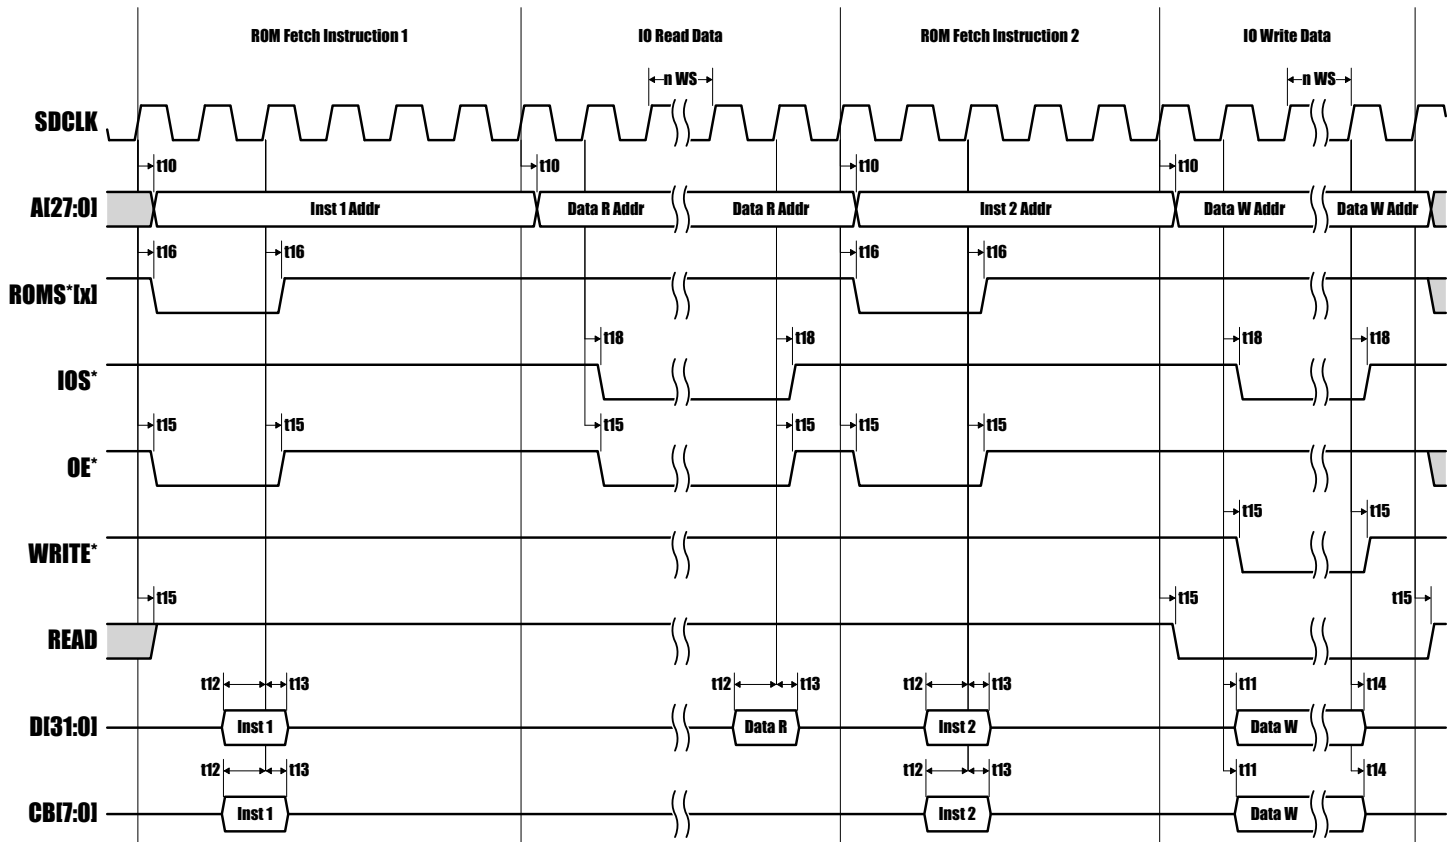 ROM Fetch Instruction 1 IO Read Data ROM Fetch Instruction 2 IO Write Data
n WS n WS
SDCLK
t10 t10 t10 t10
A[27:0] Inst 1 Addr Data R Addr Data R Addr Inst 2 Addr Data W Addr Data W Addr
t16 t16 t16 t16
ROMS*[x]
t18 t18 t18 t18
IOS*
t15 t15 t15 t15 t15 t15
OE*
t15 t15
WRITE*
t15 t15 t15
READ
t12 t13 t12 t13 t12 t13 t11 t14
D[31:0] Inst 1 Data R Inst 2 Data W
t12 t13 t12 t13 t11 t14
CB[7:0] Inst 1 Inst 2 Data W